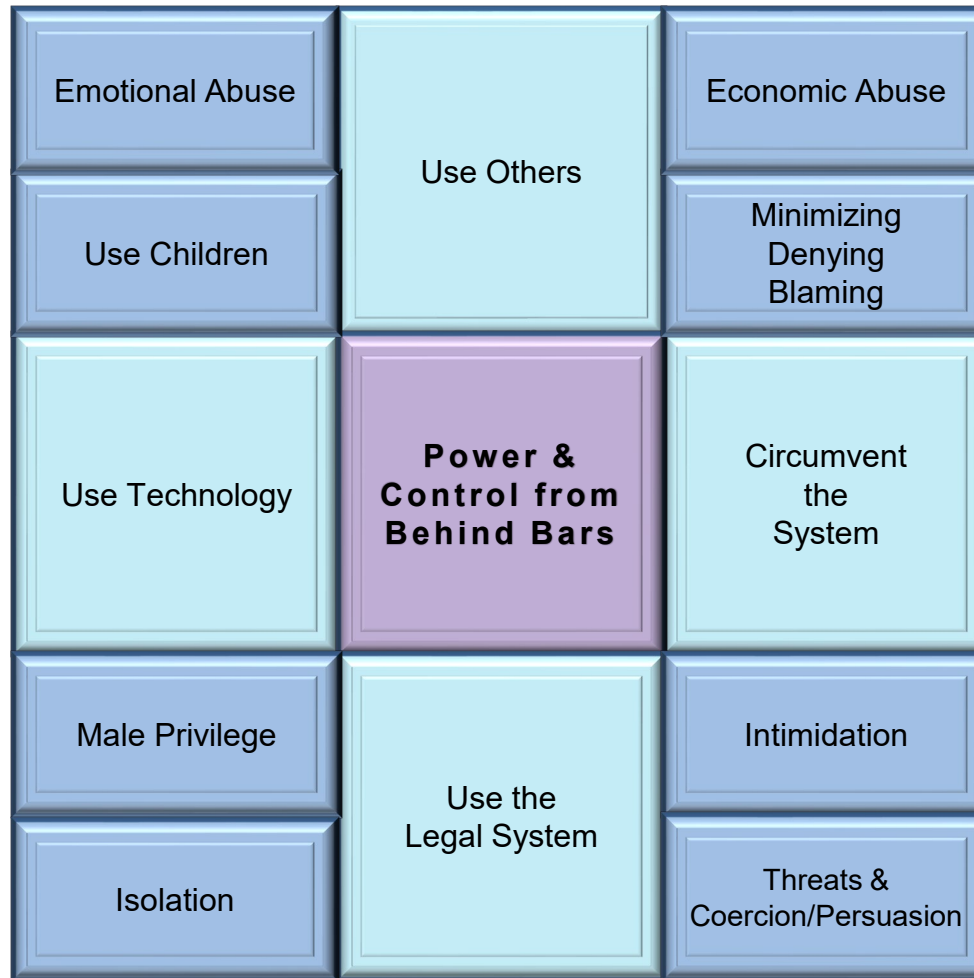 Emotional Abuse
Use Others
Economic Abuse
Use Children
Minimizing
Denying
Blaming
Use Technology
Power &
Control from
Behind Bars
Circumvent
the
System
Male Privilege
Use the
Legal System
Intimidation
Isolation
Threats &
Coercion/Persuasion